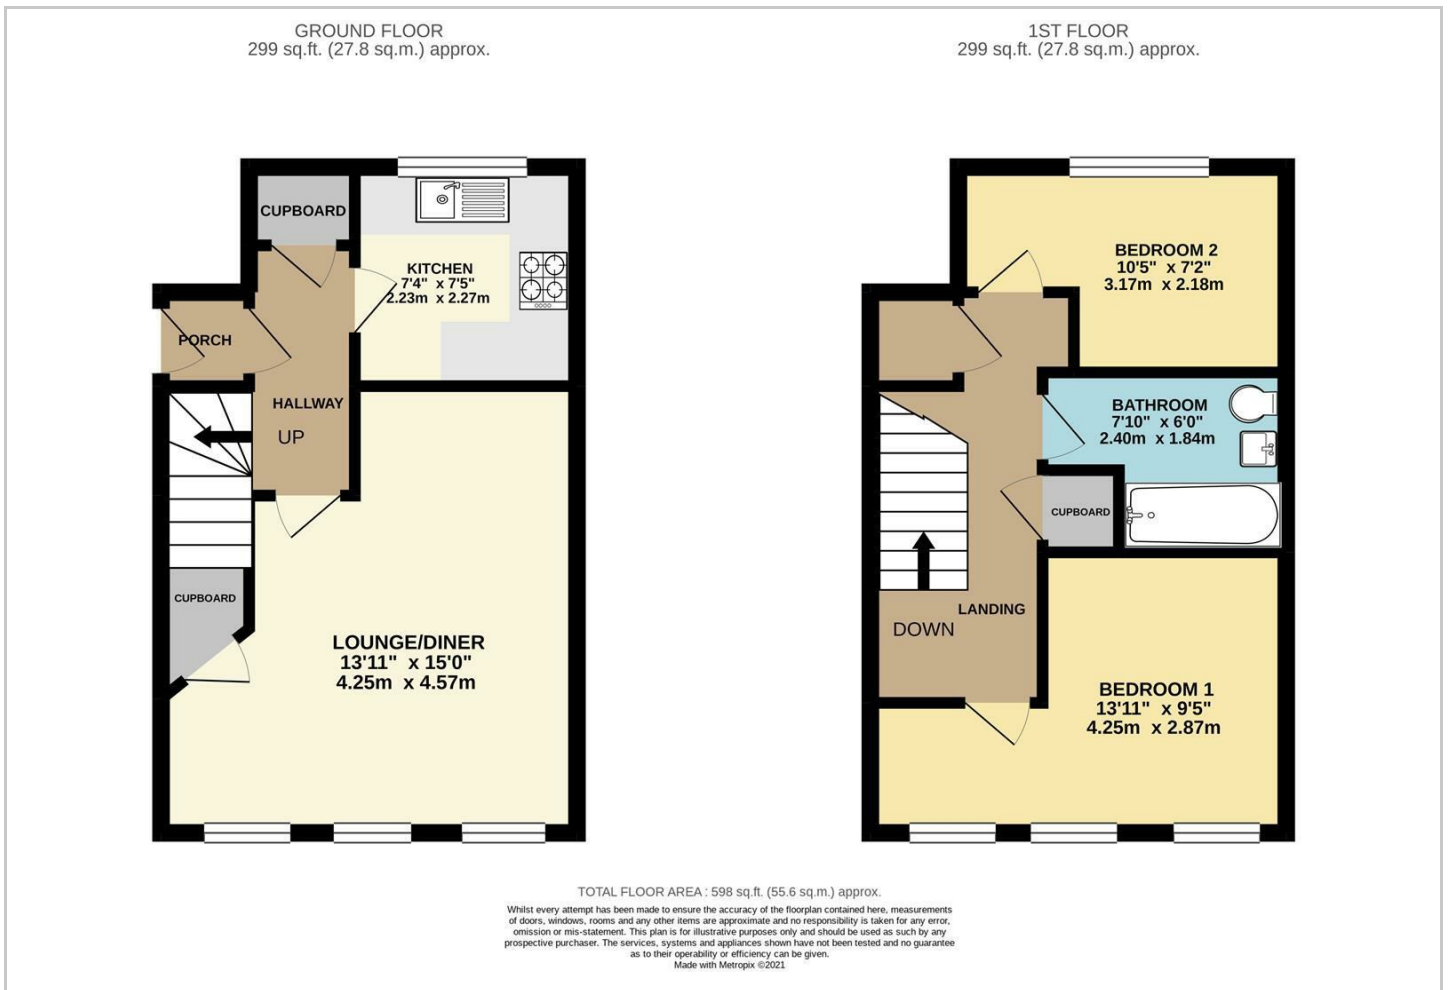 GROUND FLOOR
299 sq.ft. (27.8 sq.m.) approx.
CUPBOARD
KITCHEN
7'4" x 7'5"
2.23m x 2.27m
PORCH
HALLWAY
UP
CUPBOARD
LOUNGE/DINER
13'11" x 15'0"
4.25m x 4.57m
1ST FLOOR
299 sq.ft. (27.8 sq.m.) approx.
BEDROOM 2
10'5" x 7'2"
3.17m x 2.18m
BATHROOM
7'10" x 6'0"
2.40m x 1.84m
CUPBOARD
LANDING
DOWN
BEDROOM 1
13'11" x 9'5"
4.25m x 2.87m
TOTAL FLOOR AREA : 598 sq.ft. (55.6 sq.m.) approx.
Whilst every attempt has been made to ensure the accuracy of the floorplan contained here, measurements
of doors, windows, rooms and any other items are approximate and no responsibility is taken for any error,
omission or mis-statement. This plan is for illustrative purposes only and should be used as such by any
prospective purchaser. The services, systems and appliances shown have not been tested and no guarantee
as to their operability or efficiency can be given.
Made with Metropix ©2021